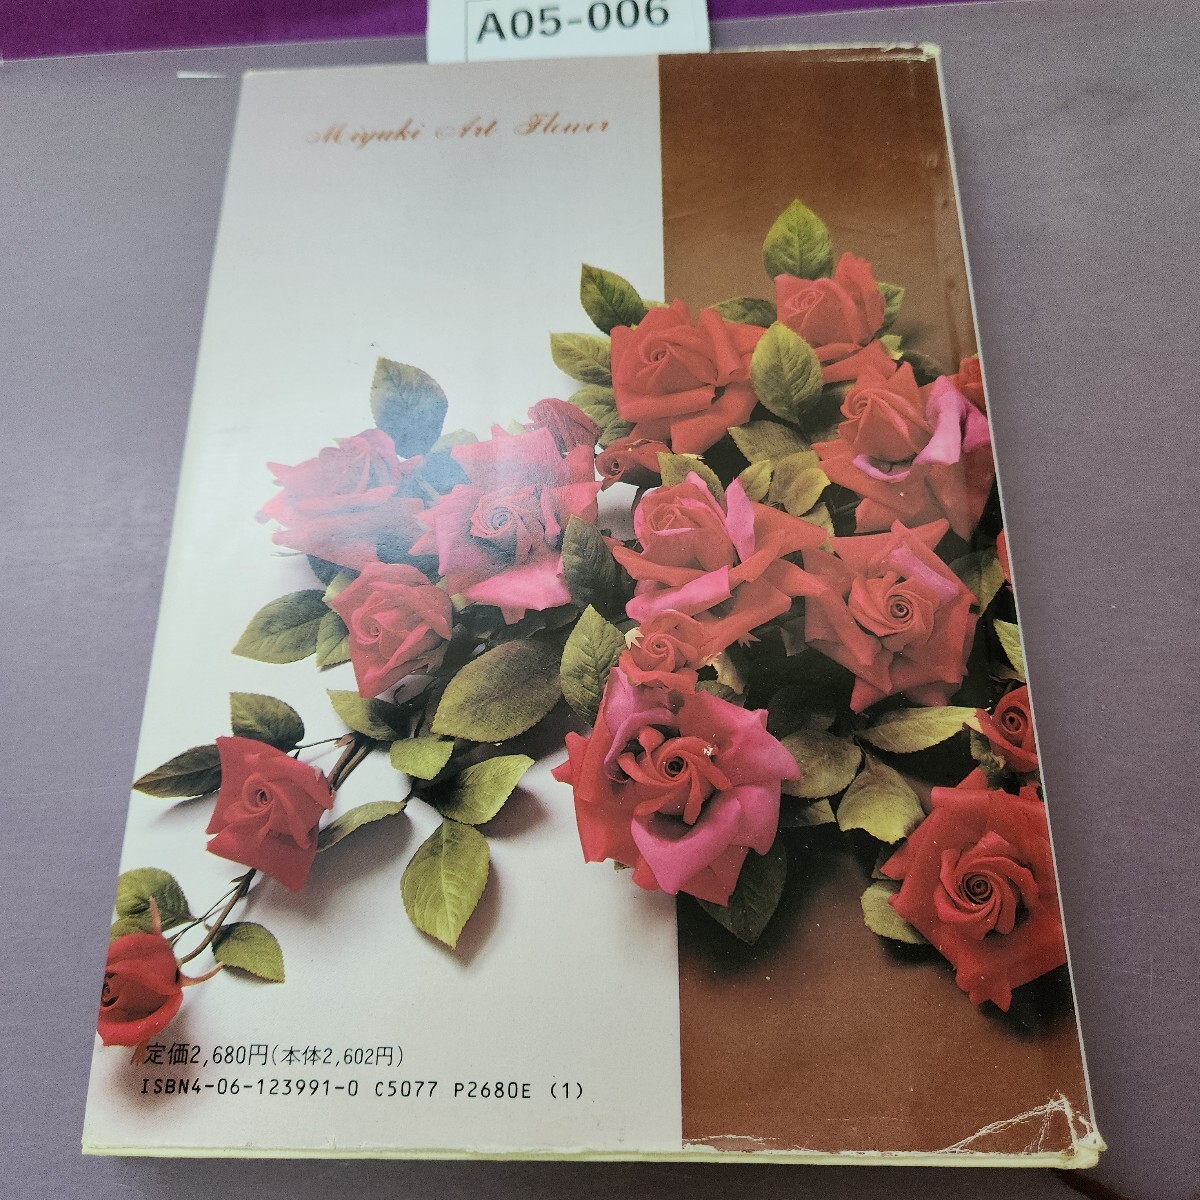 A05-006
Miyuki Art Flower
定価2,680円(本体2,602円)
ISBN4-06-123991-0 C5077 P2680E (1)